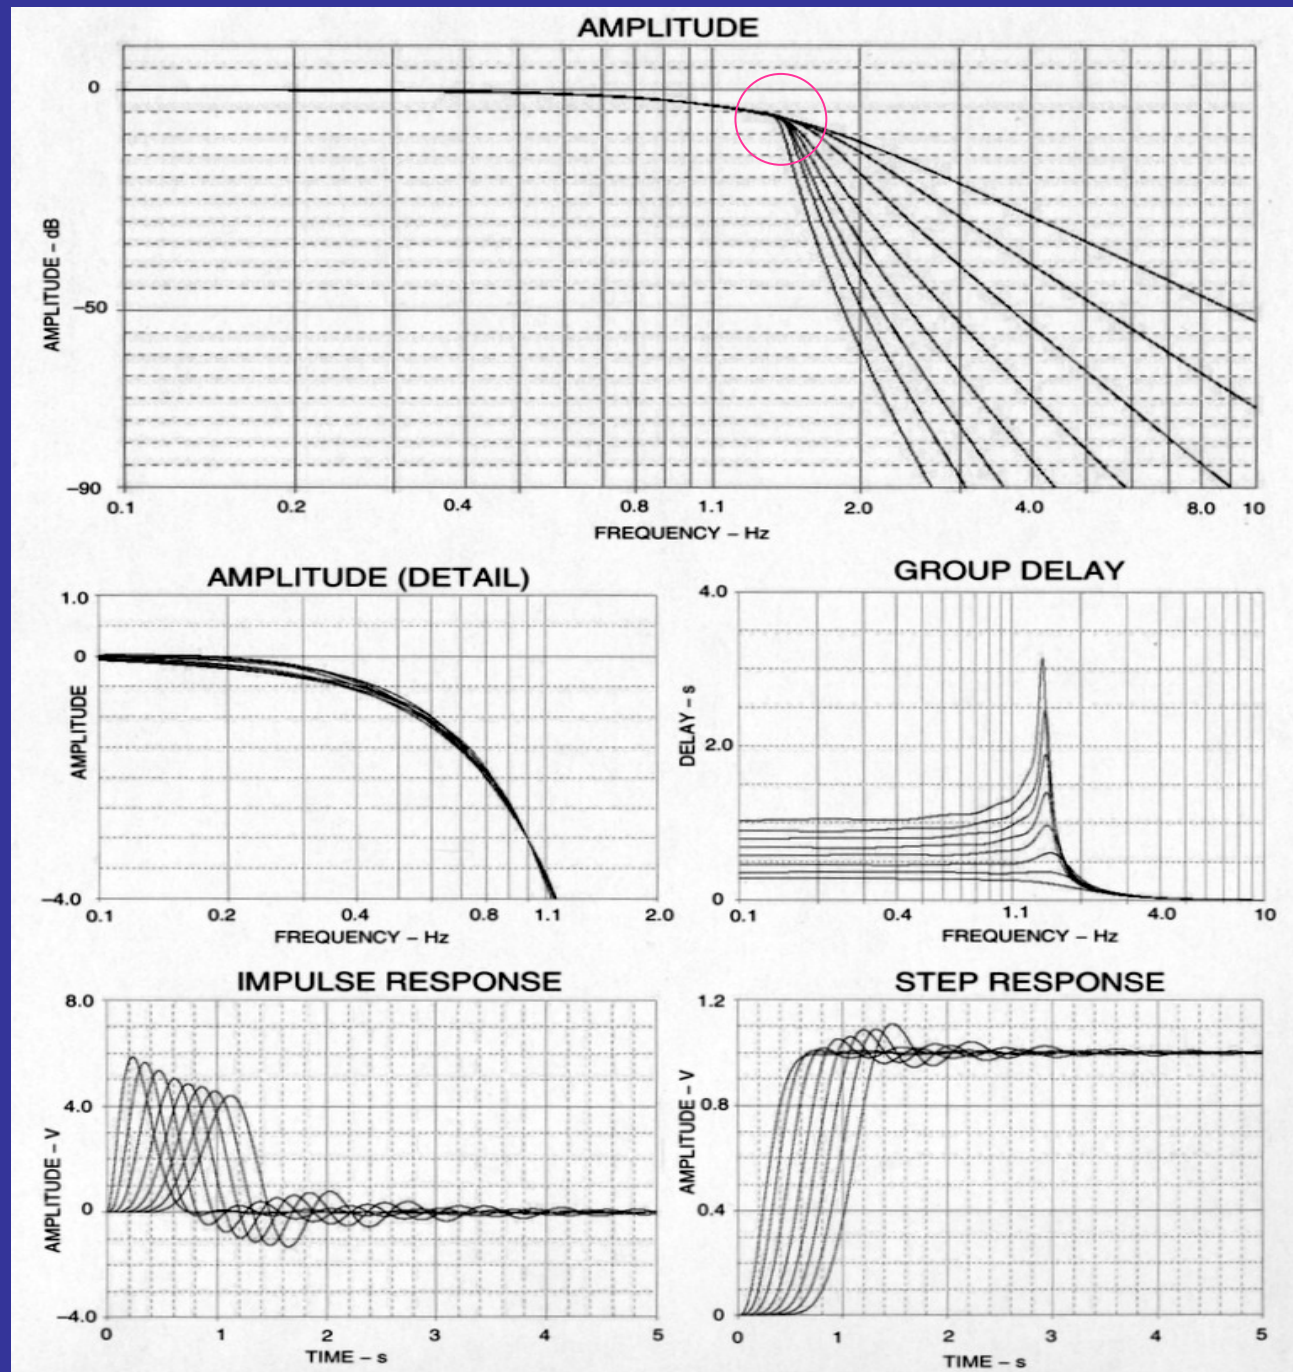 AMPLITUDE
0
−50
−90
AMPLITUDE – dB
0.1 0.2 0.4 0.8 1.1 2.0 4.0 8.0 10
FREQUENCY – Hz
AMPLITUDE (DETAIL)
1.0
0
−4.0
AMPLITUDE
0.1 0.2 0.4 0.8 1.1 2.0
FREQUENCY – Hz
GROUP DELAY
4.0
2.0
0
DELAY – s
0.1 0.4 1.1 4.0 10
FREQUENCY – Hz
IMPULSE RESPONSE
8.0
4.0
0
−4.0
AMPLITUDE – V
0 1 2 3 4 5
TIME – s
STEP RESPONSE
1.2
0.8
0.4
0
AMPLITUDE – V
0 1 2 3 4 5
TIME – s